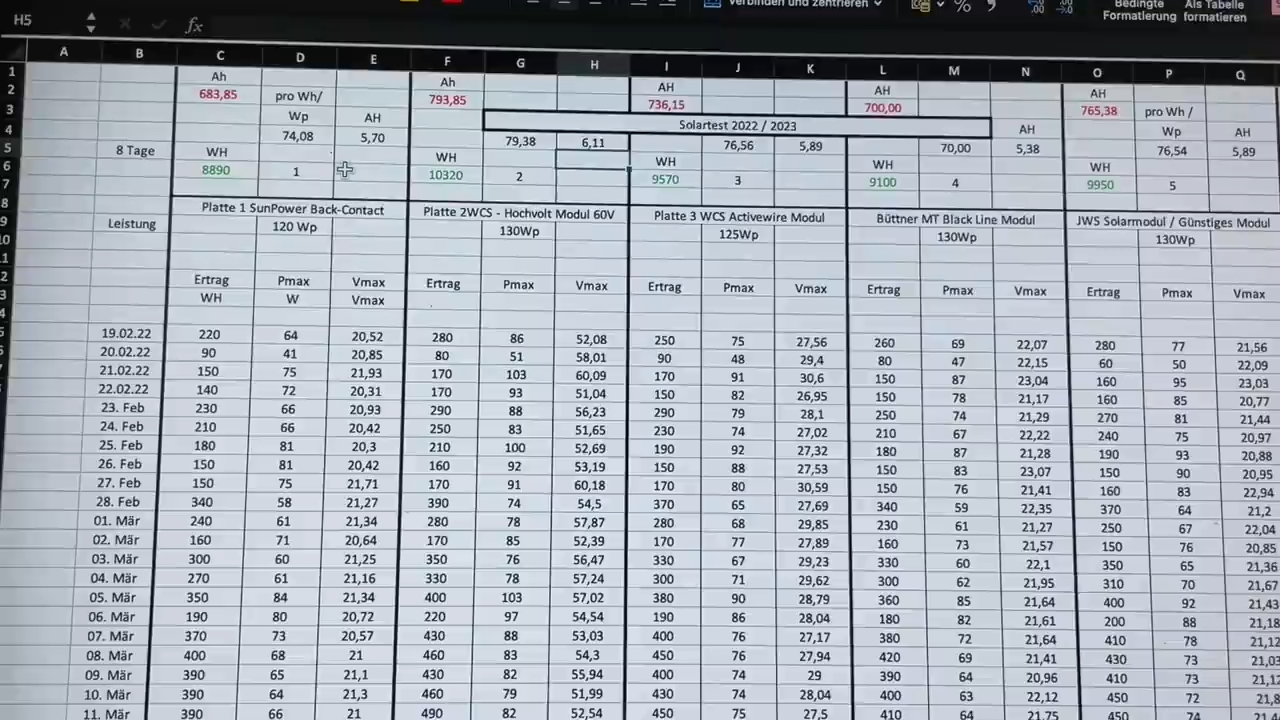 Verbinden und zentrieren
Bedingte Als Tabelle
Formatierung formatieren
H5 fx
A B C D E F G H I J K L M N O P Q
Ah Ah AH AH AH
683,85 pro Wh/ 793,85 736,15 700,00 765,38 pro Wh /
Wp AH Solartest 2022 / 2023 AH Wp AH
74,08 5,70 79,38 6,11 76,56 5,89 70,00 5,38 76,54 5,89
8 Tage WH WH WH WH WH
8890 1 10320 2 9570 3 9100 4 9950 5
Leistung Platte 1 SunPower Back-Contact Platte 2WCS - Hochvolt Modul 60V Platte 3 WCS Activewire Modul Büttner MT Black Line Modul JWS Solarmodul / Günstiges Modul
120 Wp 130Wp 125Wp 130Wp 130Wp
Ertrag Pmax Vmax Ertrag Pmax Vmax Ertrag Pmax Vmax Ertrag Pmax Vmax Ertrag Pmax Vmax
WH W Vmax
19.02.22 220 64 20,52 280 86 52,08 250 75 27,56 260 69 22,07 280 77 21,56
20.02.22 90 41 20,85 80 51 58,01 90 48 29,4 80 47 22,15 60 50 22,09
21.02.22 150 75 21,93 170 103 60,09 170 91 30,6 150 87 23,04 160 95 23,03
22.02.22 140 72 20,31 170 93 51,04 150 82 26,95 150 78 21,17 160 85 20,77
23. Feb 230 66 20,93 290 88 56,23 290 79 28,1 250 74 21,29 270 81 21,44
24. Feb 210 66 20,42 250 83 51,65 230 74 27,02 210 67 22,22 240 75 20,97
25. Feb 180 81 20,3 210 100 52,69 190 92 27,32 180 87 21,28 190 93 20,88
26. Feb 150 81 20,42 160 92 53,19 150 88 27,53 150 83 23,07 150 90 20,95
27. Feb 150 75 21,71 170 91 60,18 170 80 30,59 150 76 21,41 160 83 22,94
28. Feb 340 58 21,27 390 74 54,5 370 65 27,69 340 59 22,35 370 64 21,2
01. Mär 240 61 21,34 280 78 57,87 280 68 29,85 230 61 21,27 250 67 22,04
02. Mär 160 71 20,64 170 85 52,39 170 77 27,89 160 73 21,57 150 76 20,85
03. Mär 300 60 21,25 350 76 56,47 330 67 29,23 330 60 22,1 350 65 21,36
04. Mär 270 61 21,16 330 78 57,24 300 71 29,62 300 62 21,95 310 70 21,67
05. Mär 350 84 21,34 400 103 57,02 380 90 28,79 360 85 21,64 400 92 21,43
06. Mär 190 80 20,72 220 97 54,54 190 86 28,04 180 82 21,61 200 88 21,18
07. Mär 370 73 20,57 430 88 53,03 400 76 27,17 380 72 21,64 410 78 21,12
08. Mär 400 68 21 460 83 54,3 450 76 27,94 420 69 21,41 430 73 21,03
09. Mär 390 65 21,1 430 82 55,94 400 74 29 390 64 20,96 410 73 21,12
10. Mär 390 64 21,3 460 79 51,99 430 74 28,04 400 63 22,12 450 72
11. Mär 390 66 21 490 82 52,54 450 75 27,5 410 64 21,75 450 74